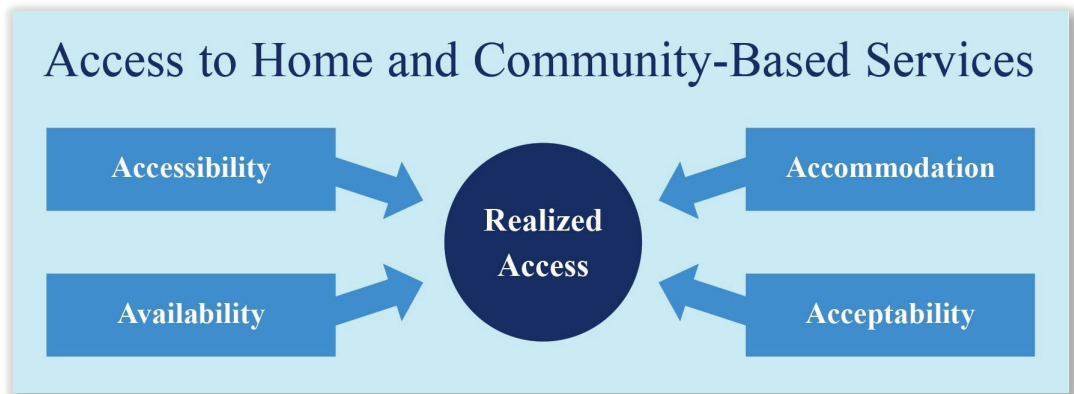 Access to Home and Community-Based Services
Accessibility
Accommodation
Realized
Access
Availability
Acceptability